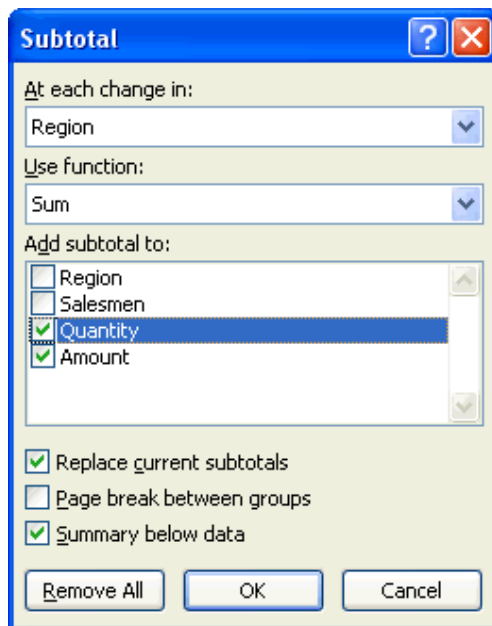 Subtotal
At each change in:
Region
Use function:
Sum
Add subtotal to:
Region
Salesmen
Quantity
Amount
Replace current subtotals
Page break between groups
Summary below data
Remove All OK Cancel